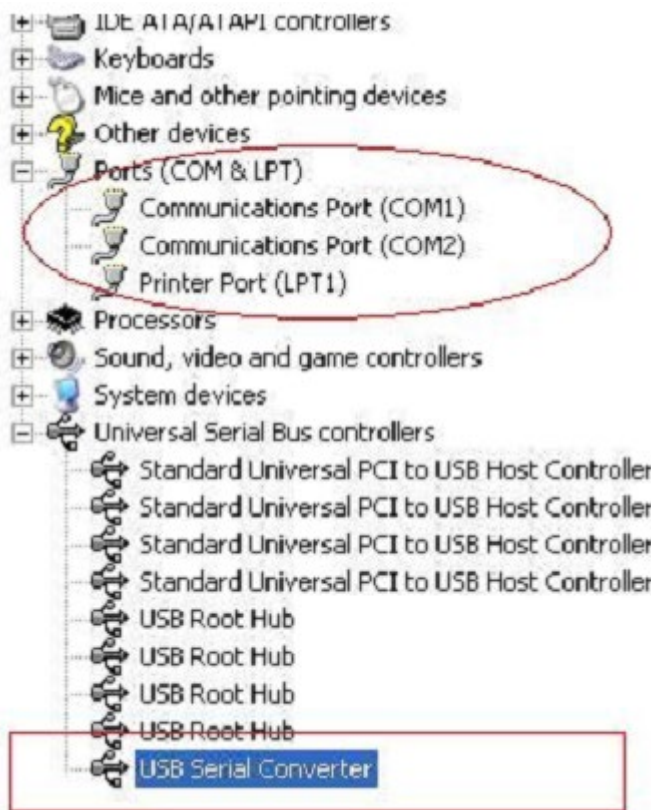 IDE ATA/ATAPI controllers
Keyboards
Mice and other pointing devices
Other devices
Ports (COM & LPT)
Communications Port (COM1)
Communications Port (COM2)
Printer Port (LPT1)
Processors
Sound, video and game controllers
System devices
Universal Serial Bus controllers
Standard Universal PCI to USB Host Controller
Standard Universal PCI to USB Host Controller
Standard Universal PCI to USB Host Controller
Standard Universal PCI to USB Host Controller
USB Root Hub
USB Root Hub
USB Root Hub
USB Root Hub
USB Serial Converter